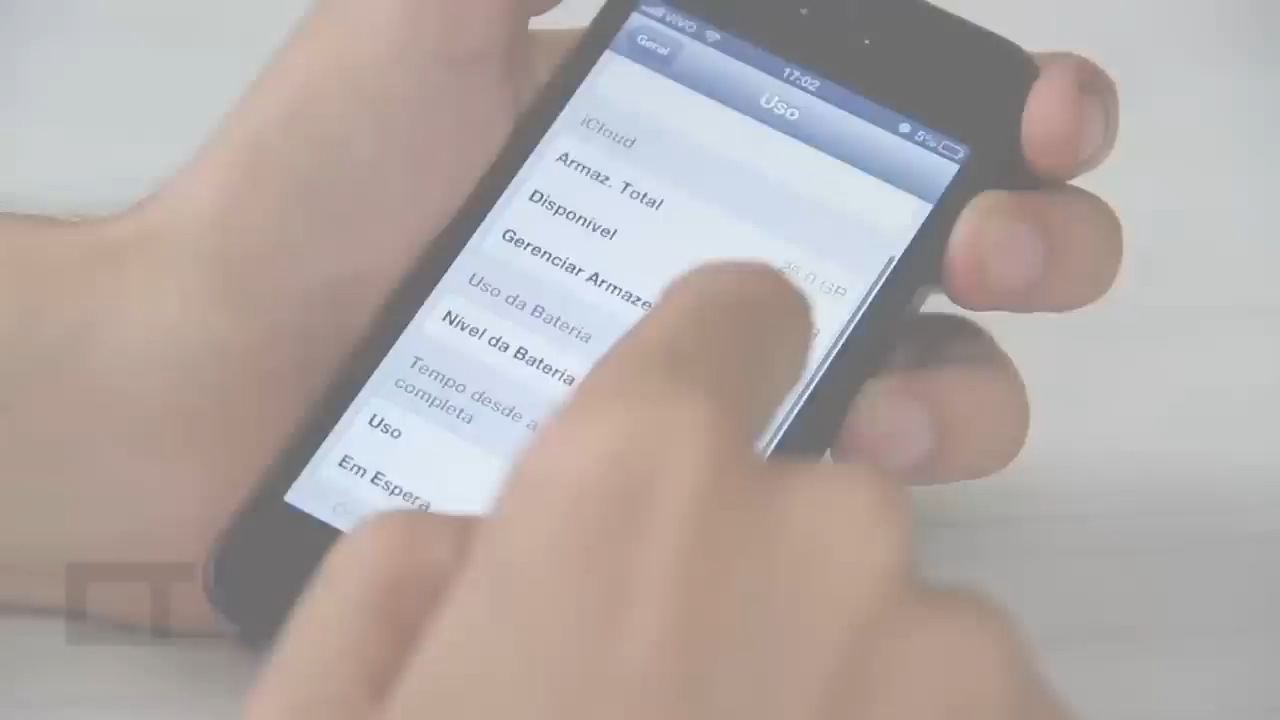 VIVO
17:02
5%
Geral
Uso
iCloud
Armaz. Total
Disponível
Gerenciar Armaze
Uso da Bateria
Nível da Bateria
Tempo desde a
completa
Uso
Em Espera